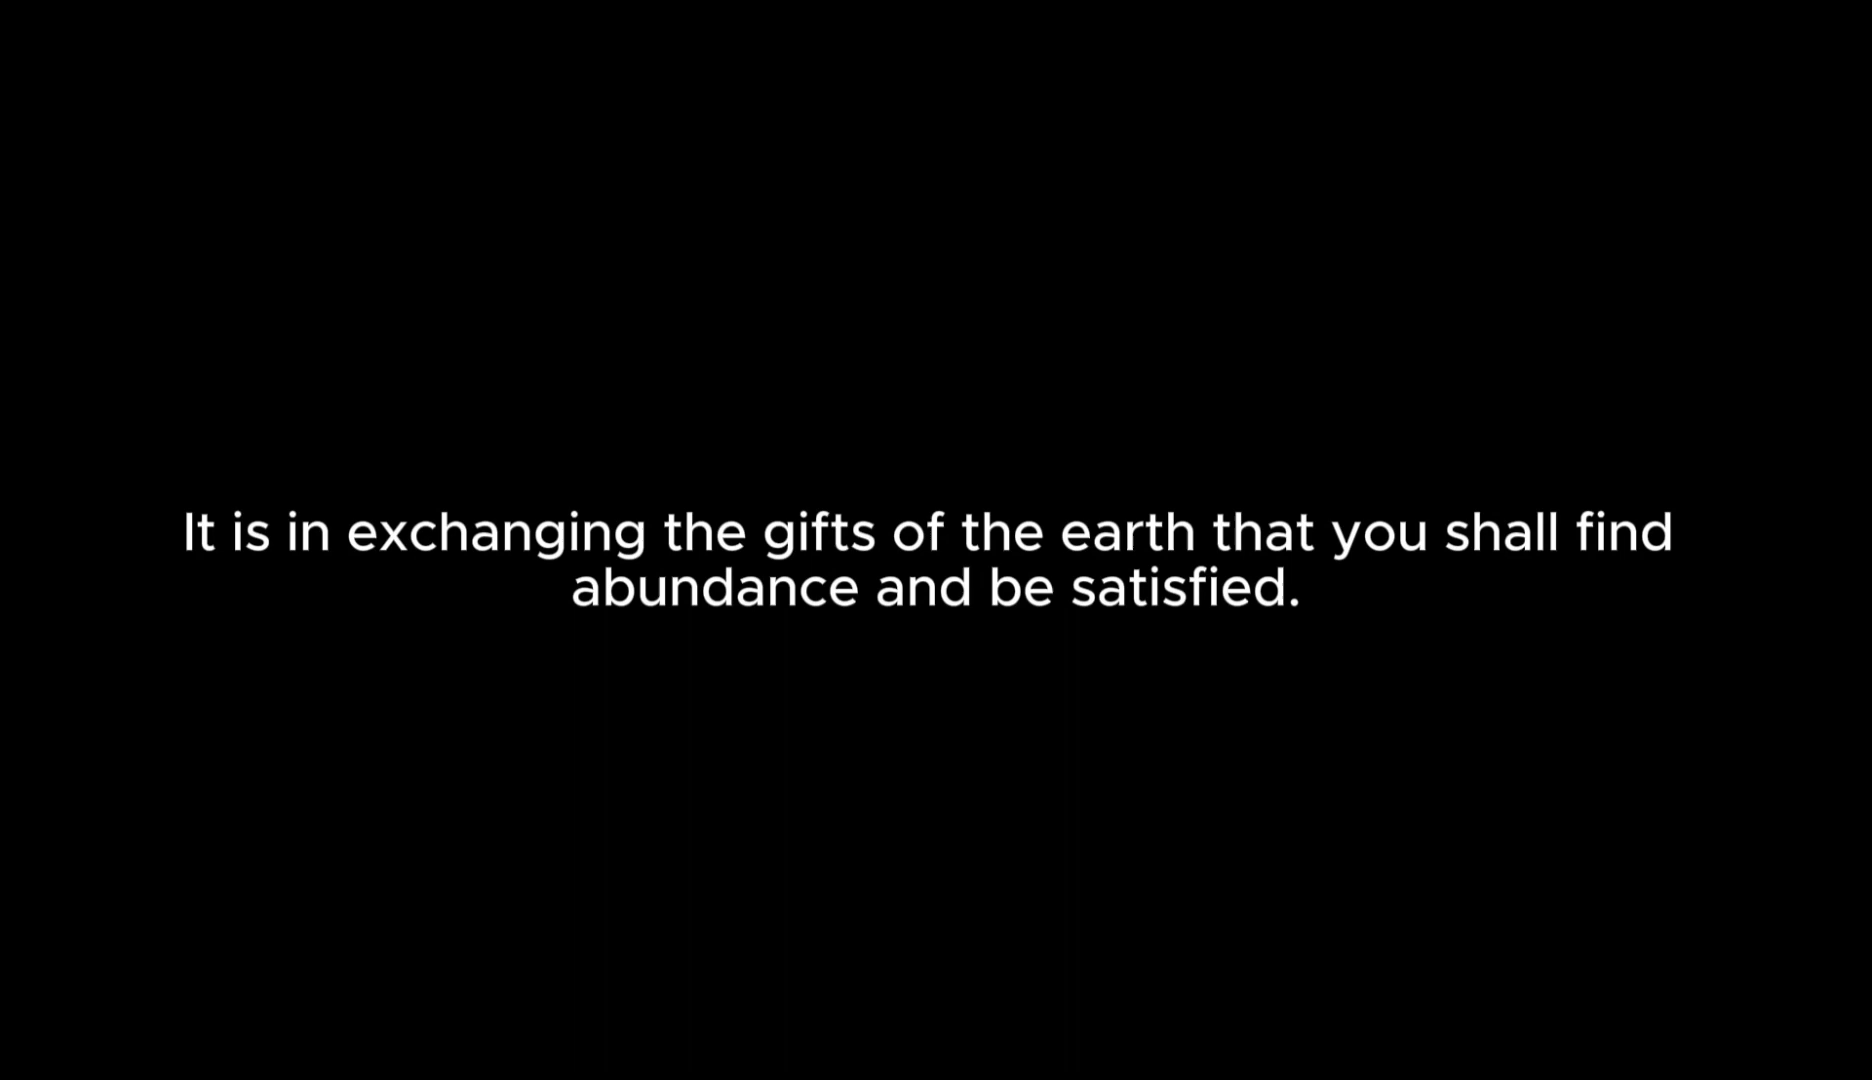 It is in exchanging the gifts of the earth that you shall find
abundance and be satisfied.